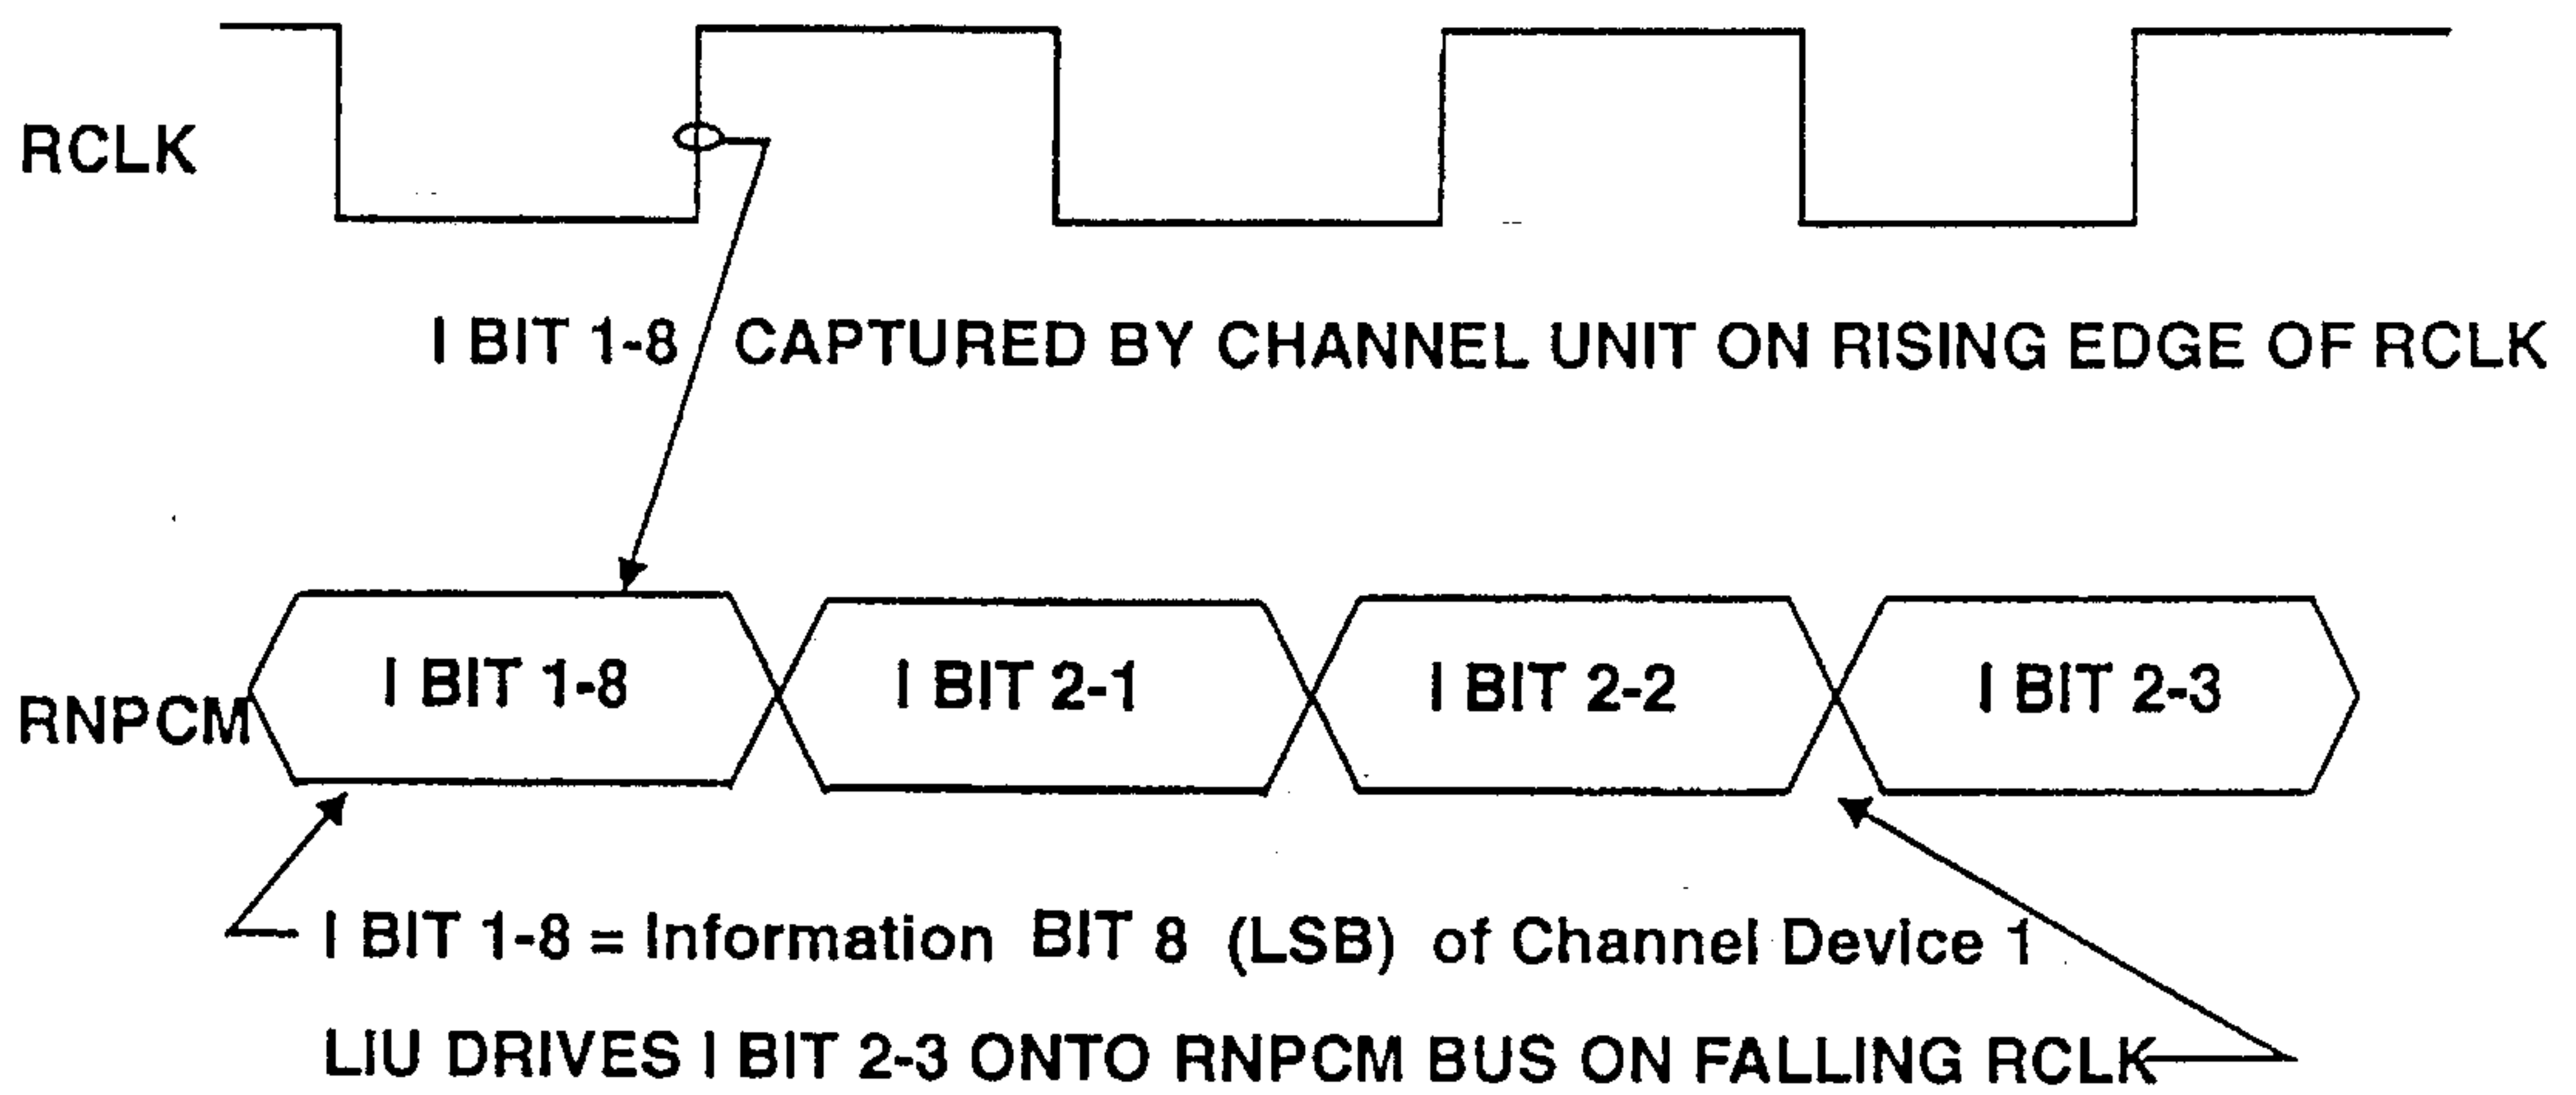 RCLK
I BIT 1-8 CAPTURED BY CHANNEL UNIT ON RISING EDGE OF RCLK
RNPCM
I BIT 1-8
I BIT 2-1
I BIT 2-2
I BIT 2-3
I BIT 1-8 = Information BIT 8 (LSB) of Channel Device 1
LIU DRIVES I BIT 2-3 ONTO RNPCM BUS ON FALLING RCLK